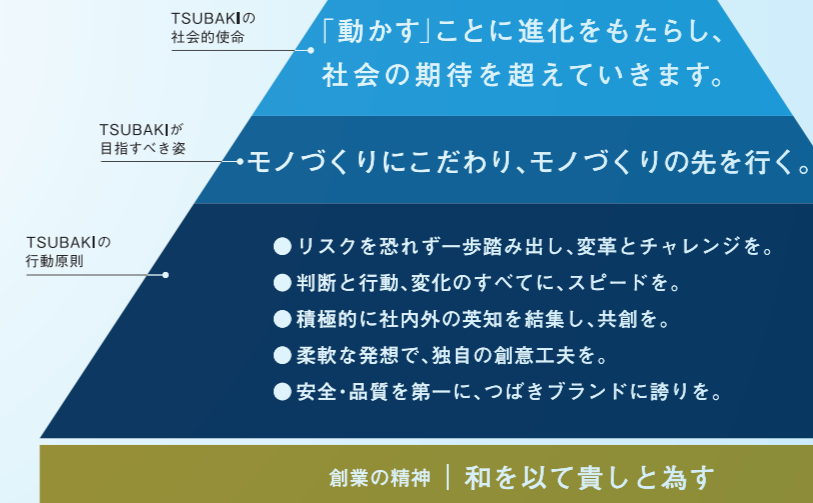 TSUBAKIの
社会的使命
「動かす」ことに進化をもたらし、
社会の期待を超えていきます。
TSUBAKIが
目指すべき姿
モノづくりにこだわり、モノづくりの先を行く。
TSUBAKIの
行動原則
●リスクを恐れず一歩踏み出し、変革とチャレンジを。
●判断と行動、変化のすべてに、スピードを。
●積極的に社内外の英知を結集し、共創を。
●柔軟な発想で、独自の創意工夫を。
●安全・品質を第一に、つばきブランドに誇りを。
創業の精神｜和を以て貴しと為す